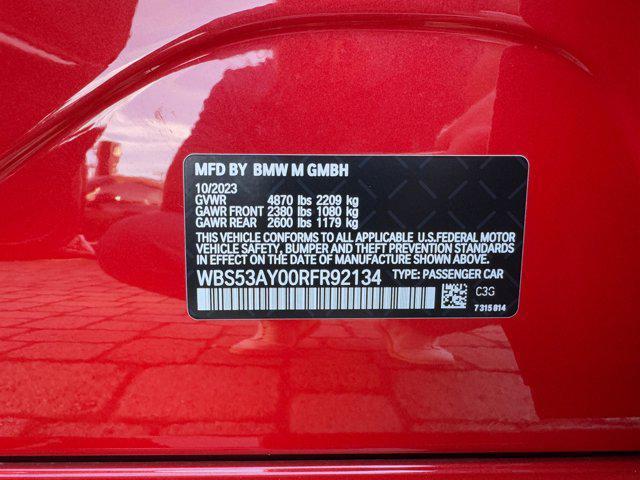 MFD BY BMW M GMBH
10/2023
GVWR 4870 lbs 2209 kg
GAWR FRONT 2380 lbs 1080 kg
GAWR REAR 2600 lbs 1179 kg
THIS VEHICLE CONFORMS TO ALL APPLICABLE U.S.FEDERAL MOTOR
VEHICLE SAFETY, BUMPER AND THEFT PREVENTION STANDARDS
IN EFFECT ON THE DATE OF MANUFACTURE SHOWN ABOVE.
WBS53AY00RFR92134 TYPE: PASSENGER CAR
C3G
7 315 814